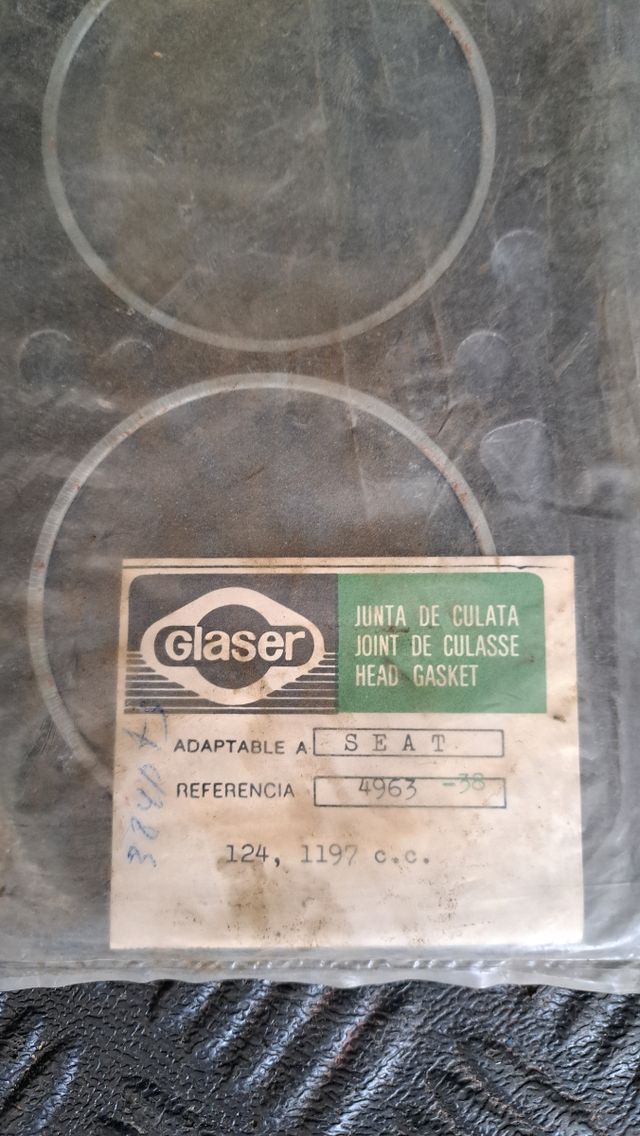 Glaser
JUNTA DE CULATA
JOINT DE CULASSE
HEAD GASKET
ADAPTABLE A SEAT
REFERENCIA 4963 -38
124, 1197 c.c.